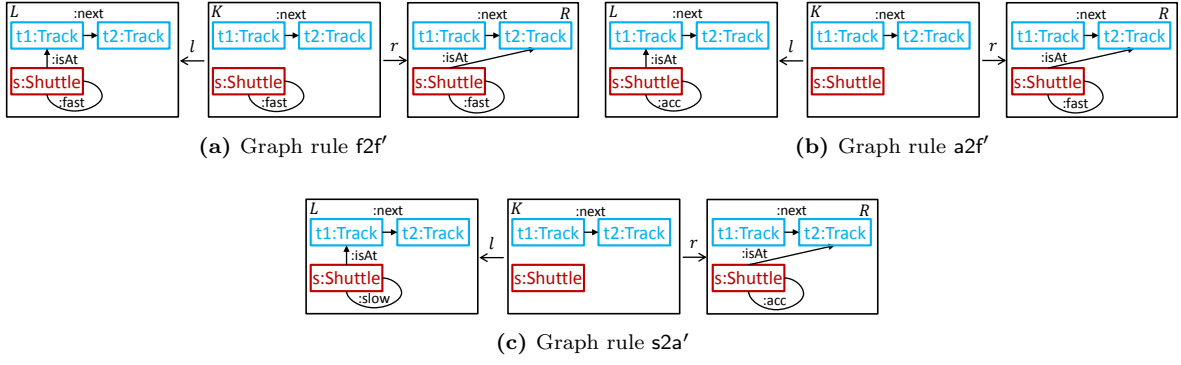 L :next
t1:Track t2:Track
:isAt
s:Shuttle
:fast
l
K :next
t1:Track t2:Track
s:Shuttle
:fast
r
:next R
t1:Track t2:Track
:isAt
s:Shuttle
:fast
(a) Graph rule f2f′
L :next
t1:Track t2:Track
:isAt
s:Shuttle
:acc
l
K :next
t1:Track t2:Track
s:Shuttle
r
:next R
t1:Track t2:Track
:isAt
s:Shuttle
:fast
(b) Graph rule a2f′
L :next
t1:Track t2:Track
:isAt
s:Shuttle
:slow
l
K :next
t1:Track t2:Track
s:Shuttle
r
:next R
t1:Track t2:Track
:isAt
s:Shuttle
:acc
(c) Graph rule s2a′